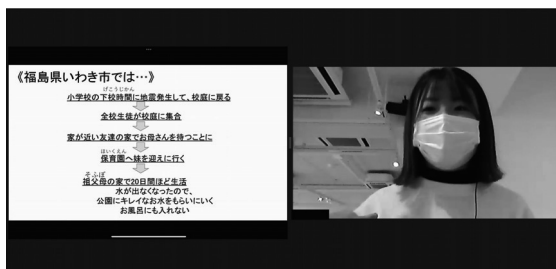 《福島県いわき市では…》
げこうじかん
小学校の下校時間に地震発生して、校庭に戻る
全校生徒が校庭に集合
家が近い友達の家でお母さんを待つことに
ほいくえん
保育園へ妹を迎えに行く
そふぼ
祖父母の家で20日間ほど生活
水が出なくなったので、
公園にキレイなお水をもらいにいく
お風呂にも入れない